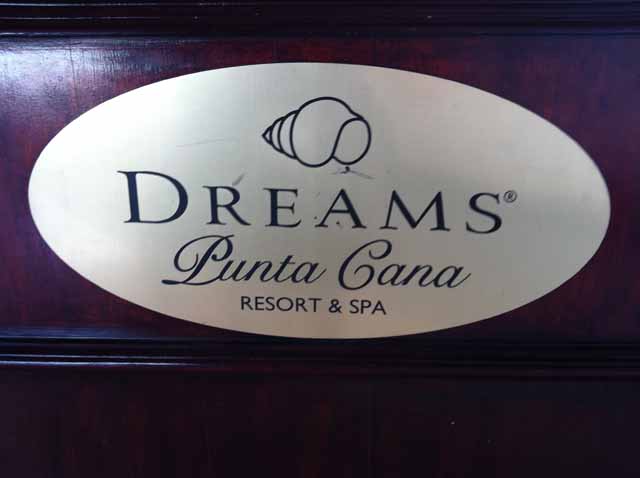 DREAMS®
Punta Cana
RESORT & SPA